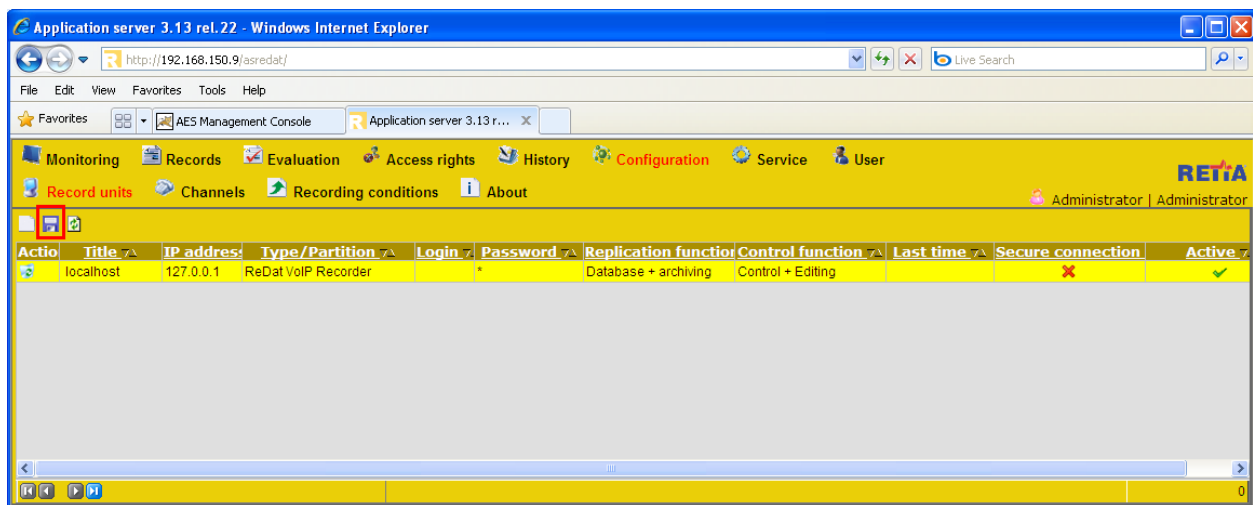 Application server 3.13 rel.22 - Windows Internet Explorer
http://192.168.150.9/asredat/
Live Search
File Edit View Favorites Tools Help
Favorites AES Management Console Application server 3.13 r... X
Monitoring Records Evaluation Access rights History Configuration Service User
RETIA
Record units Channels Recording conditions About
Administrator | Administrator
Actio Title IP address Type/Partition Login Password Replication function Control function Last time Secure connection Active
localhost 127.0.0.1 ReDat VoIP Recorder * Database + archiving Control + Editing
0